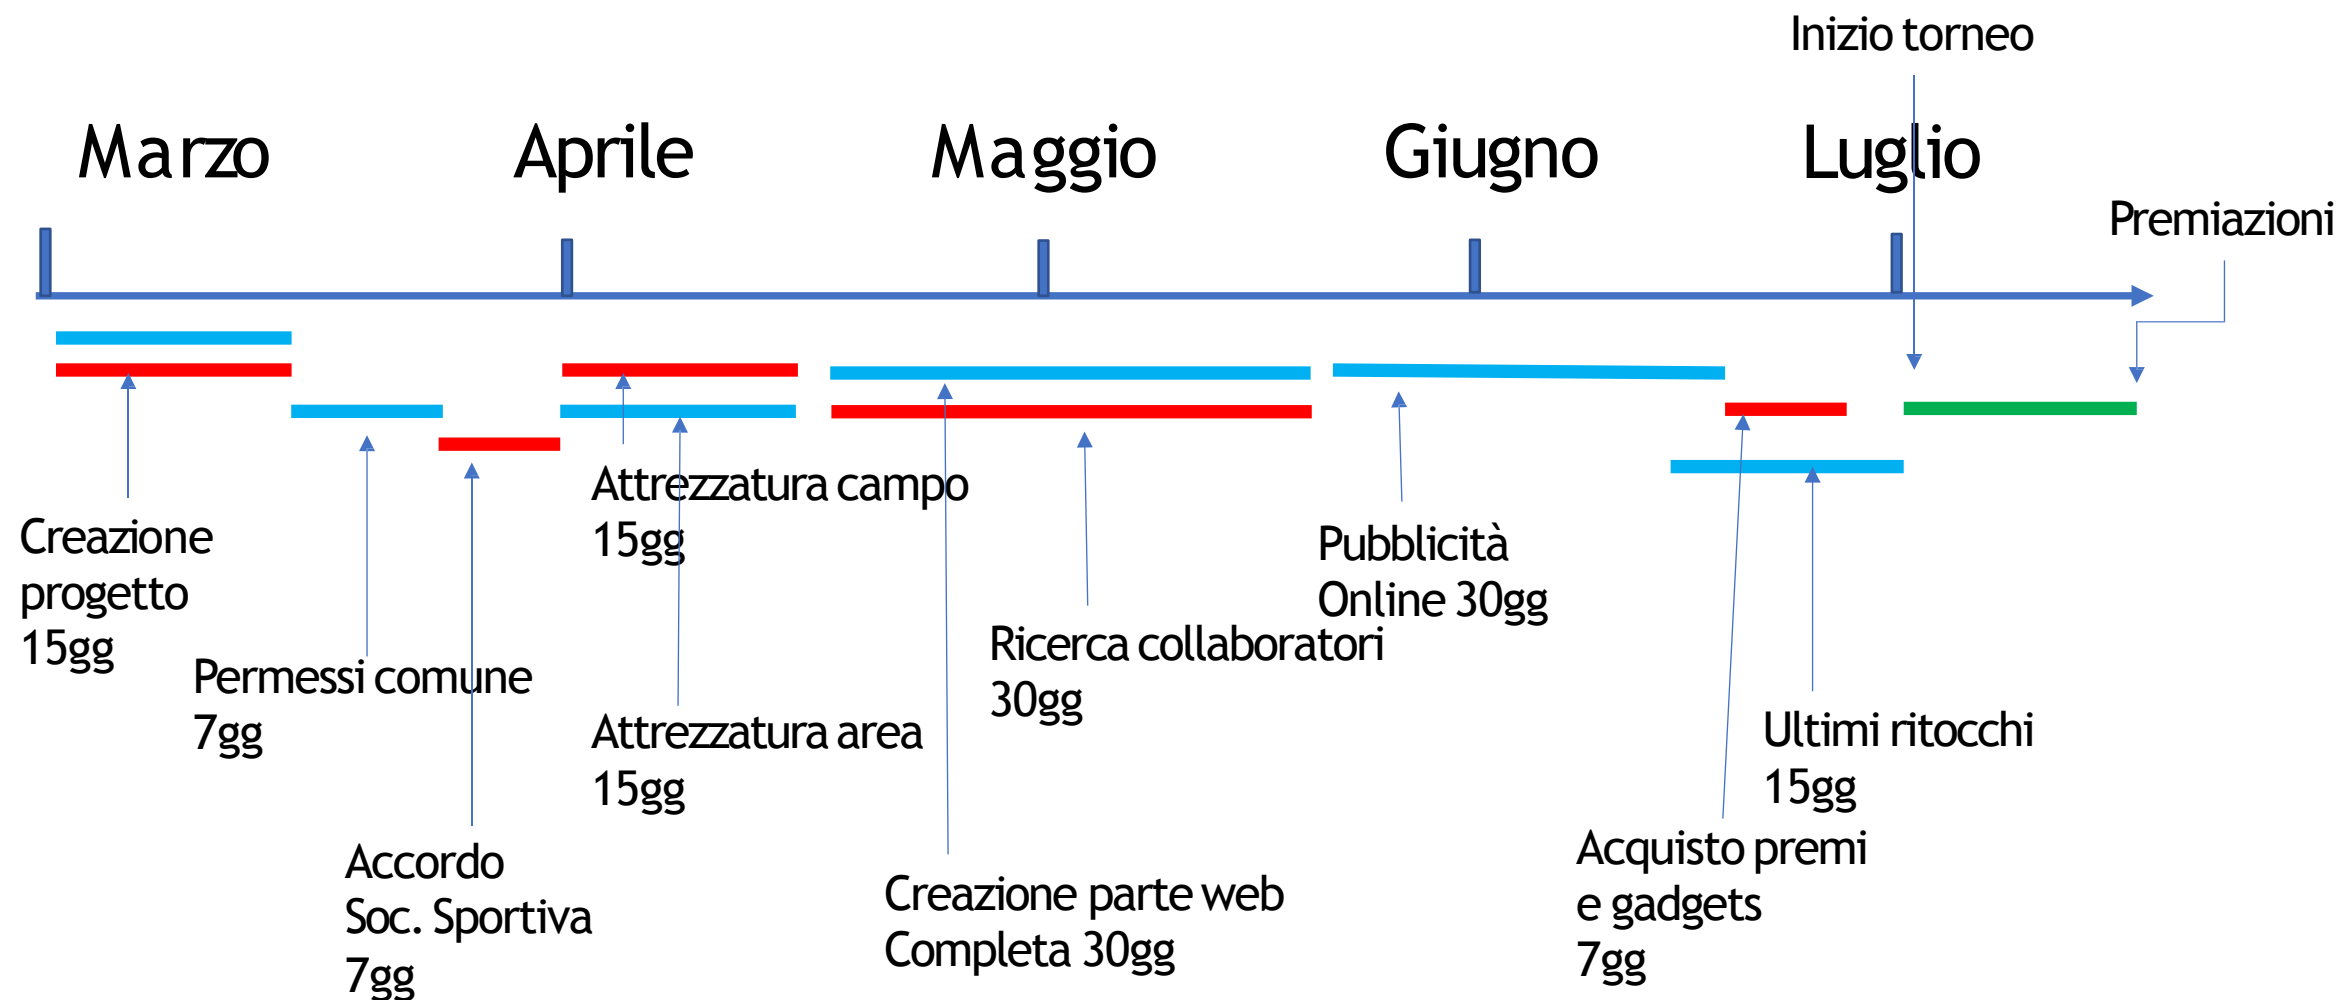 Inizio torneo
Marzo
Aprile
Maggio
Giugno
Luglio
Premiazioni
Creazione
progetto
15gg
Permessi comune
7gg
Accordo
Soc. Sportiva
7gg
Attrezzatura campo
15gg
Attrezzatura area
15gg
Creazione parte web
Completa 30gg
Ricerca collaboratori
30gg
Pubblicità
Online 30gg
Acquisto premi
e gadgets
7gg
Ultimi ritocchi
15gg